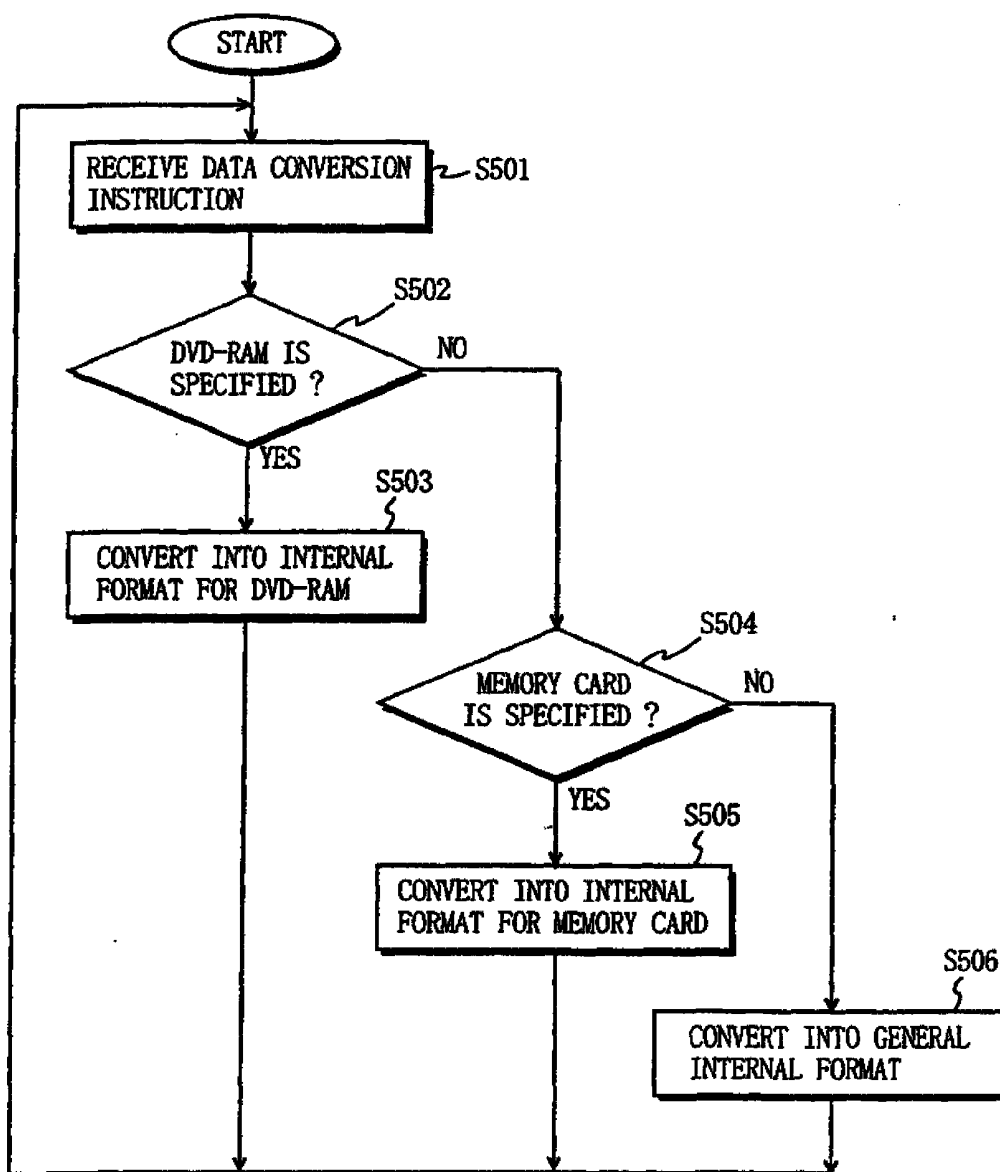 START
RECEIVE DATA CONVERSION
INSTRUCTION
S501
S502
DVD-RAM IS
SPECIFIED ?
NO
YES
S503
CONVERT INTO INTERNAL
FORMAT FOR DVD-RAM
S504
MEMORY CARD
IS SPECIFIED ?
NO
YES
S505
CONVERT INTO INTERNAL
FORMAT FOR MEMORY CARD
S506
CONVERT INTO GENERAL
INTERNAL FORMAT